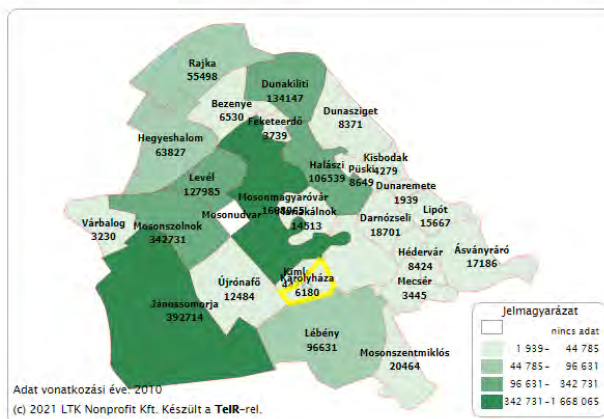 Rajka
55498
Dunakiliti
134147
Bezenye
6530
Feketeerdő
3739
Dunasziget
8371
Hegyeshalom
63827
Halászi
106539
Kisbodak
4279
Püski
8649
Levél
127985
Dunaremete
1939
Mosonmagyaróvár
Lipót
15667
Várbalog
3230
Mosonszolnok
342731
Mosonudvar
14513
Darnózseli
18701
Hédervár
8424
Ásványráró
17186
Mecsér
3445
Újrónafő
12484
Károlyháza
6180
Jánossomorja
392714
Lébény
96631
Mosonszentmiklós
20464
Jelmagyarázat
nincs adat
1 939- 44 785
44 785- 96 631
96 631- 342 731
342 731-1 668 065
Adat vonatkozási éve: 2010
(c) 2021 LTK Nonprofit Kft. Készült a TeIR-rel.